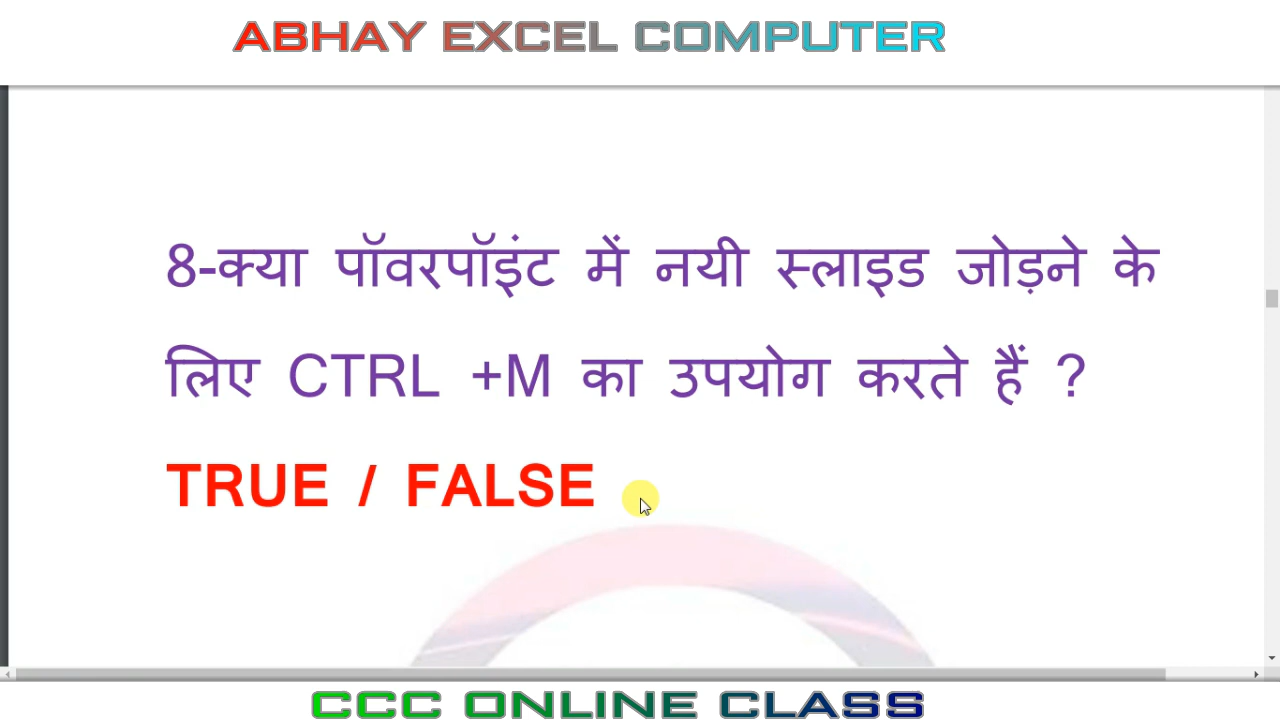 ABHAY EXCEL COMPUTER
8-क्या पॉवरपॉइंट में नयी स्लाइड जोड़ने के
लिए CTRL +M का उपयोग करते हैं ?
TRUE / FALSE
CCC ONLINE CLASS